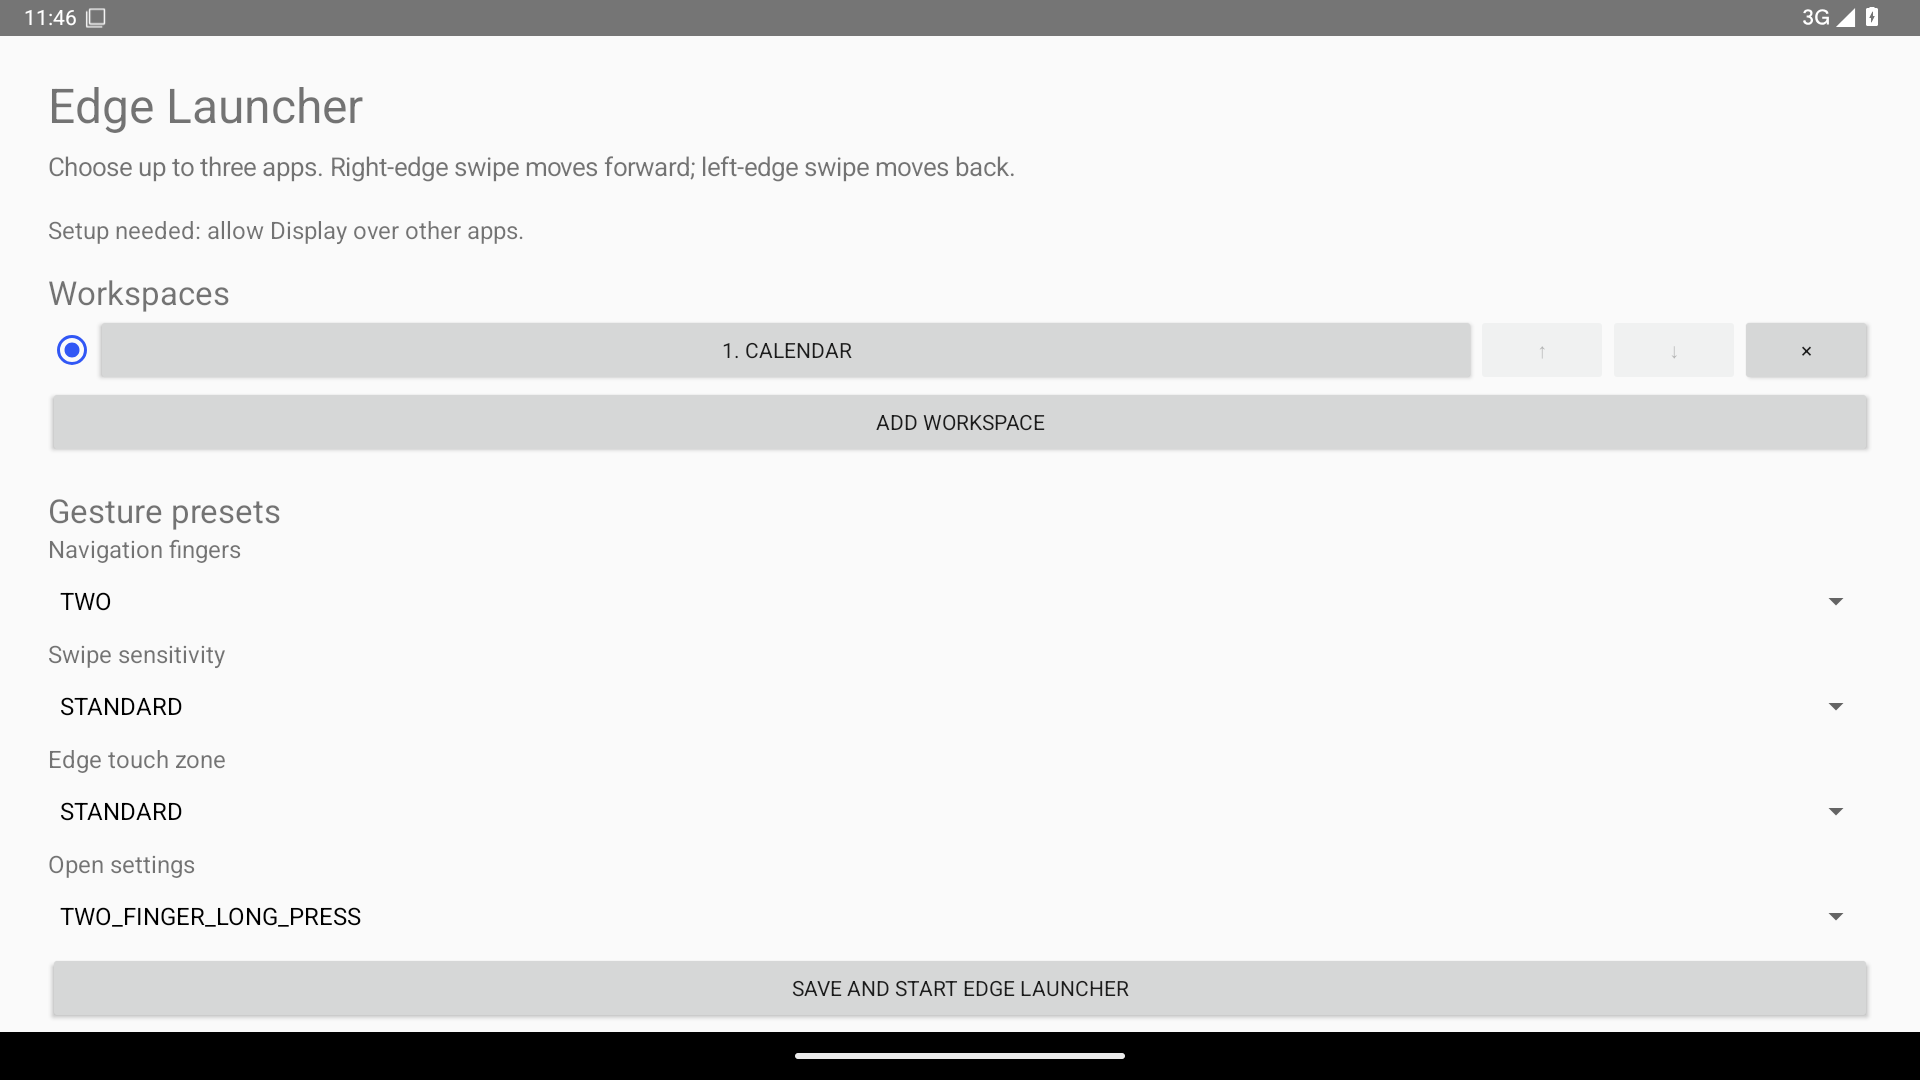 11:46
3G
Edge Launcher
Choose up to three apps. Right-edge swipe moves forward; left-edge swipe moves back.
Setup needed: allow Display over other apps.
Workspaces
1. CALENDAR ↑ ↓ ×
ADD WORKSPACE
Gesture presets
Navigation fingers
TWO
Swipe sensitivity
STANDARD
Edge touch zone
STANDARD
Open settings
TWO_FINGER_LONG_PRESS
SAVE AND START EDGE LAUNCHER